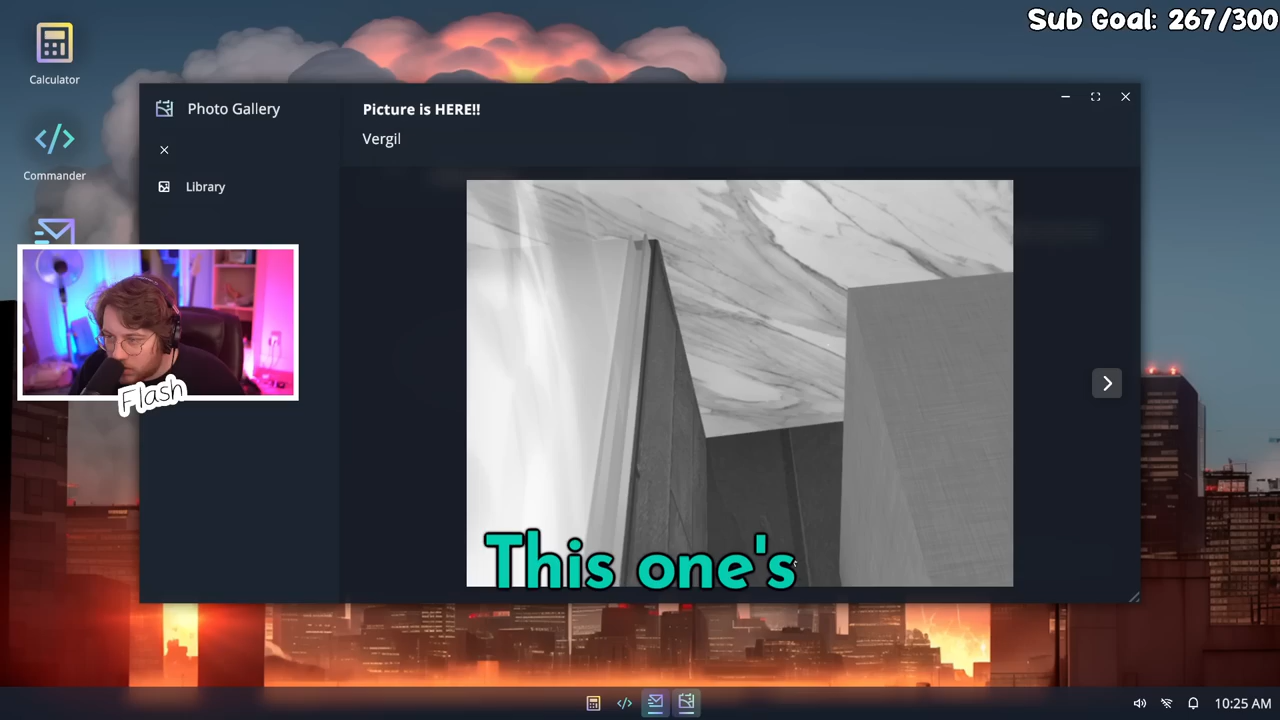 Sub Goal: 267/300
Calculator
Commander
Photo Gallery
Library
Picture is HERE!!
Vergil
Flash
This one's
10:25 AM